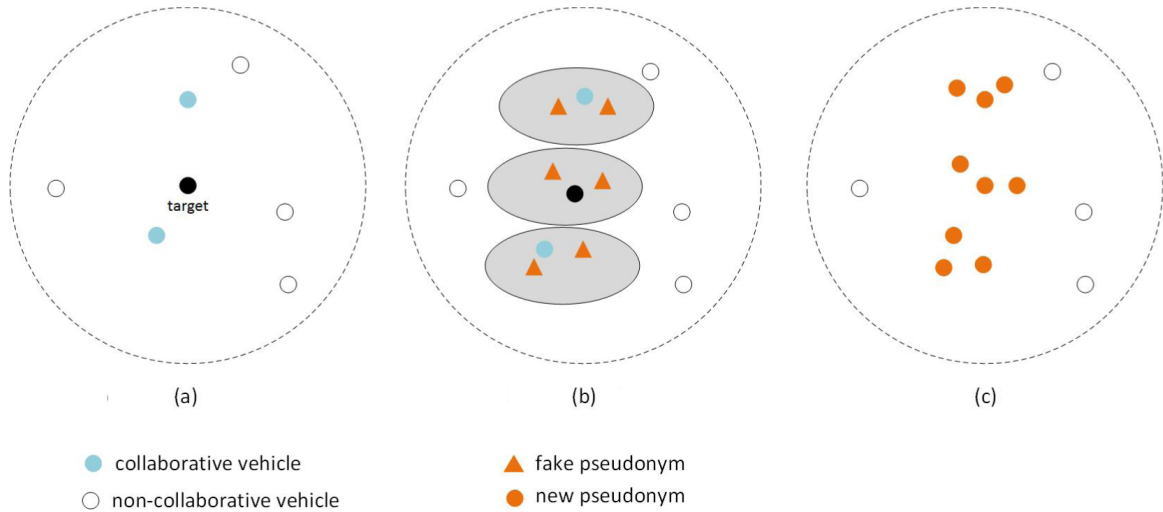 target
(a)
(b)
(c)
collaborative vehicle
fake pseudonym
non-collaborative vehicle
new pseudonym